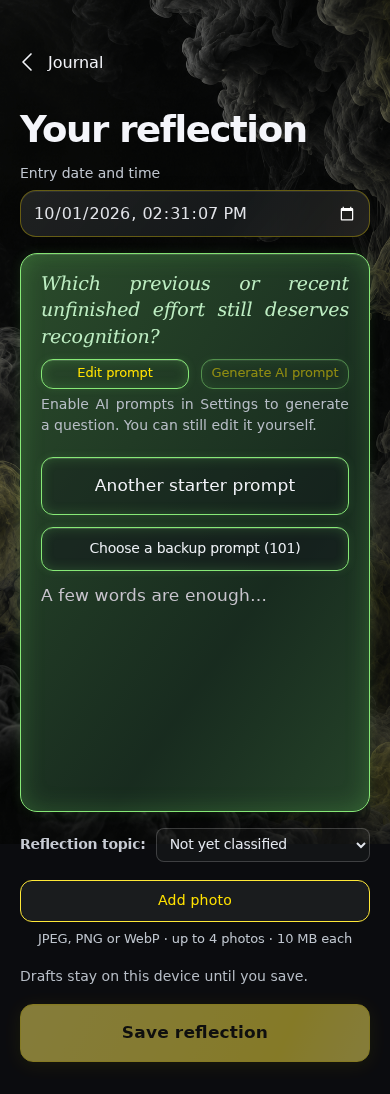 Journal
Your reflection
Entry date and time
10/01/2026, 02:31:07 PM
Which previous or recent
unfinished effort still deserves
recognition?
Edit prompt
Generate AI prompt
Enable AI prompts in Settings to generate
a question. You can still edit it yourself.
Another starter prompt
Choose a backup prompt (101)
A few words are enough...
Reflection topic:
Not yet classified
Add photo
JPEG, PNG or WebP · up to 4 photos · 10 MB each
Drafts stay on this device until you save.
Save reflection